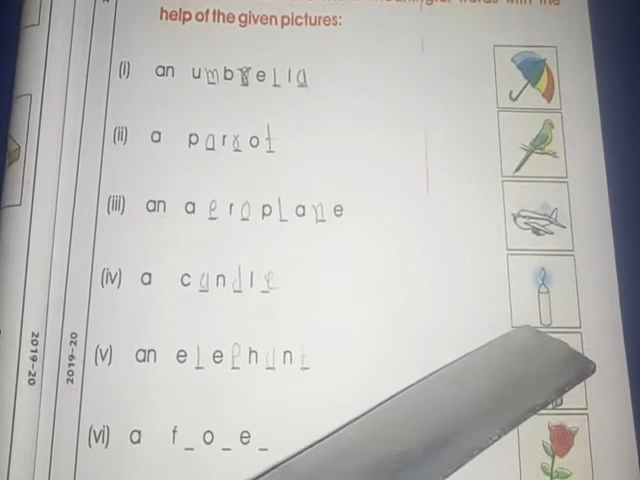 help of the given pictures:
(i) an umbrella
(ii) a parrot
(iii) an aeroplane
(iv) a candle
(v) an elephant
(vi) a f_o_e_
2019-20
2019-20